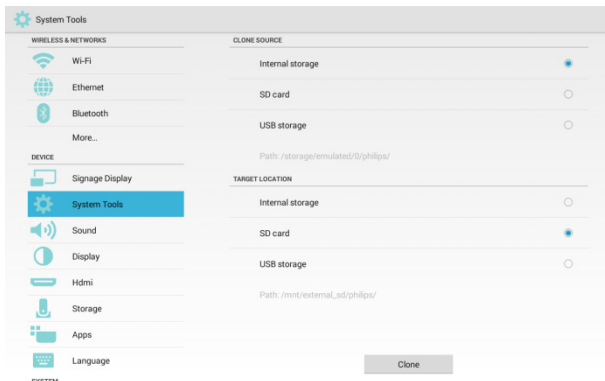 System Tools
WIRELESS & NETWORKS
Wi-Fi
Ethernet
Bluetooth
More...
DEVICE
Signage Display
System Tools
Sound
Display
Hdmi
Storage
Apps
Language
SYSTEM
CLONE SOURCE
Internal storage
SD card
USB storage
Path: /storage/emulated/0/philips/
TARGET LOCATION
Internal storage
SD card
USB storage
Path: /mnt/external_sd/philips/
Clone